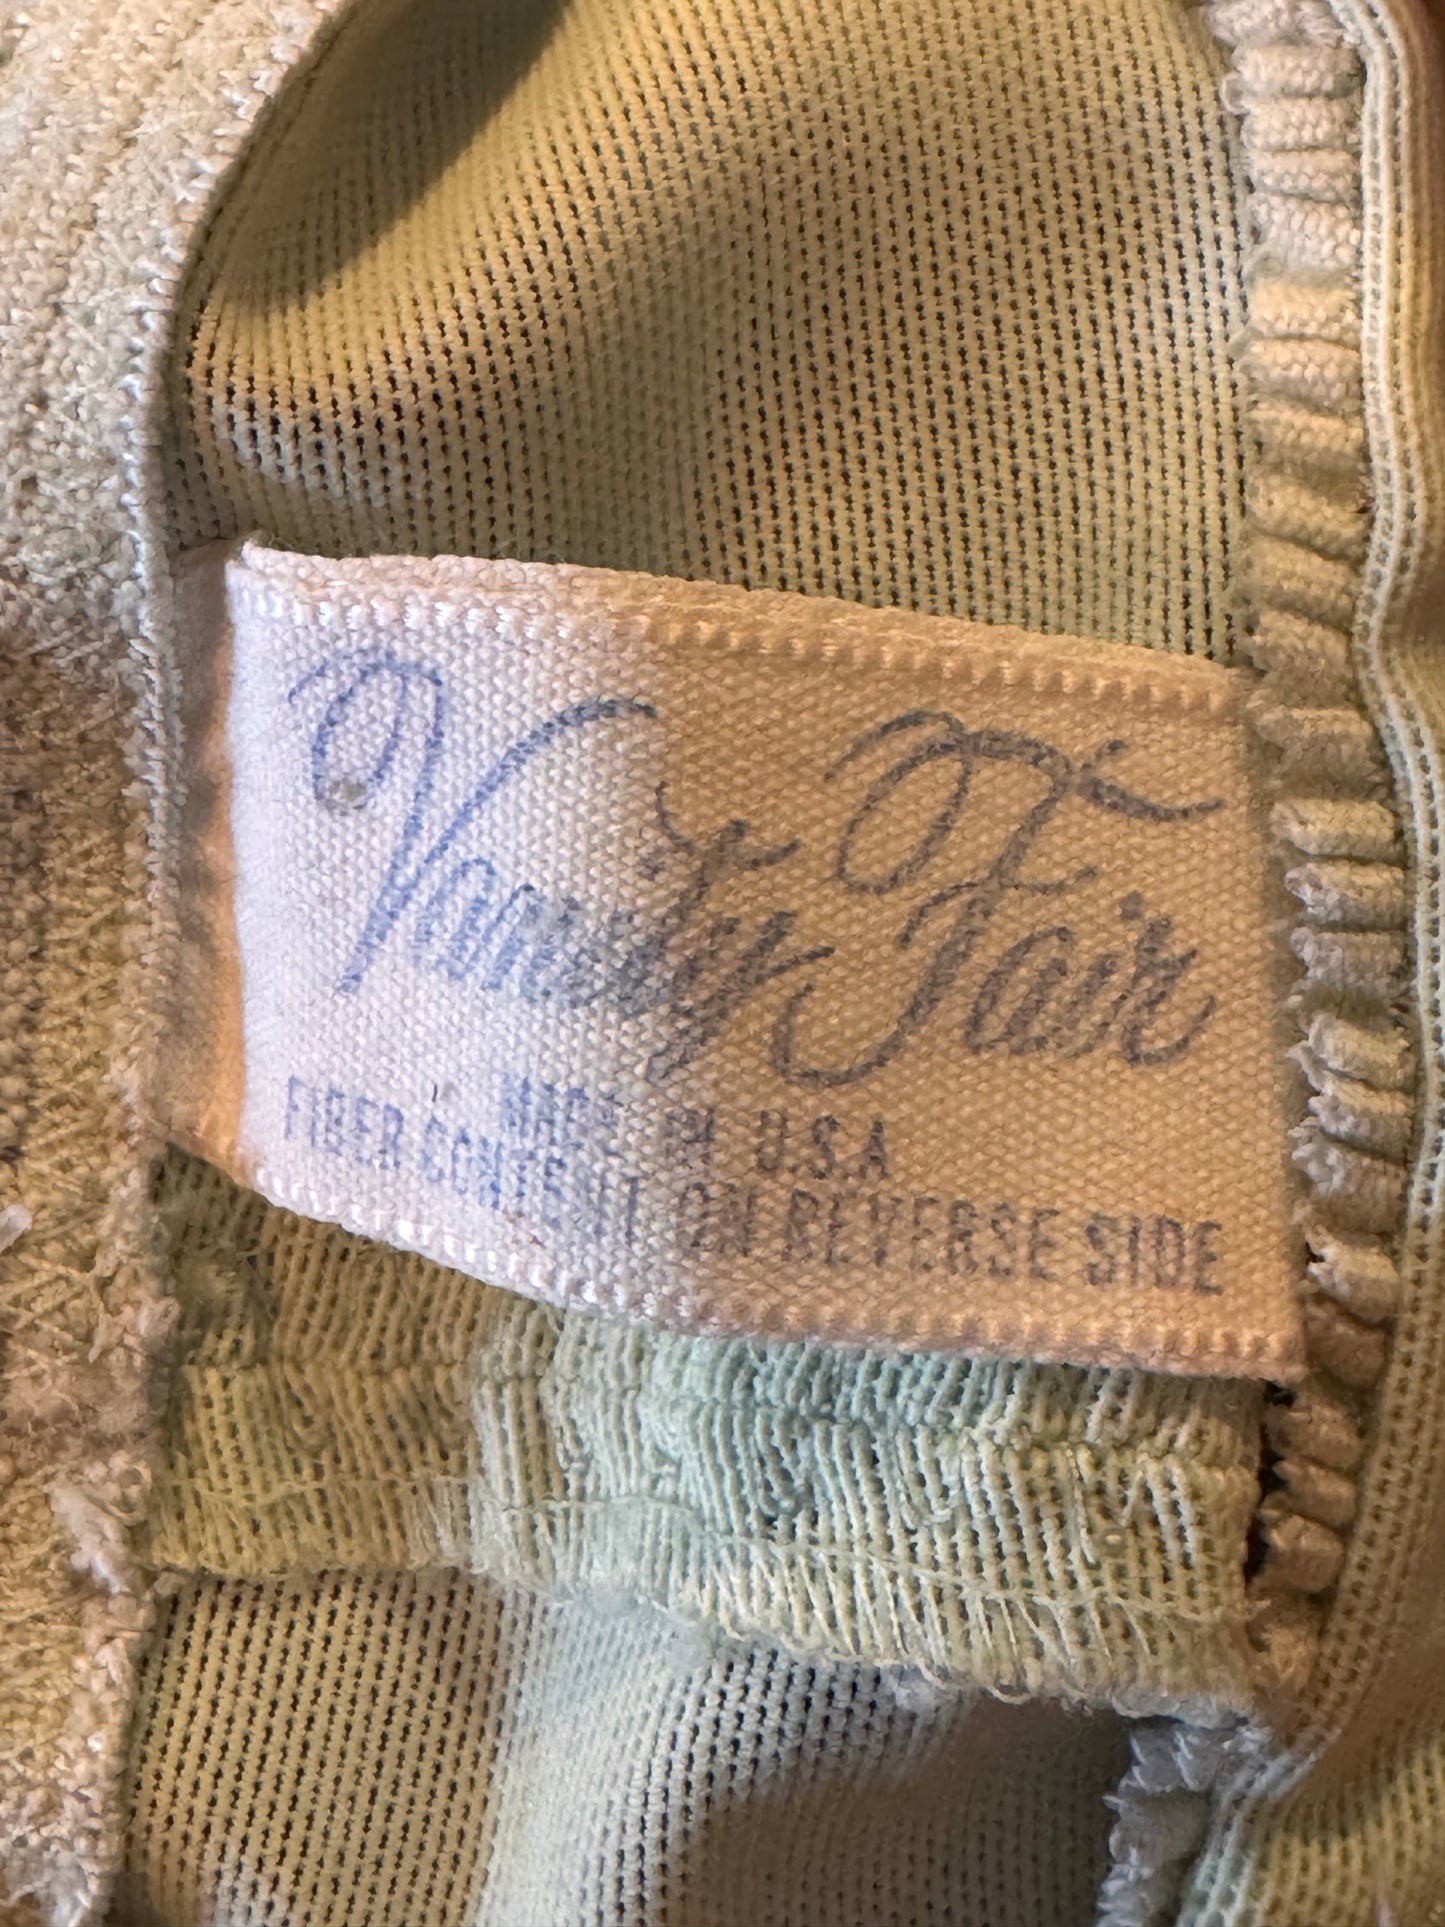 Vanity Fair
MADE IN U.S.A
FIBER CONTENT ON REVERSE SIDE